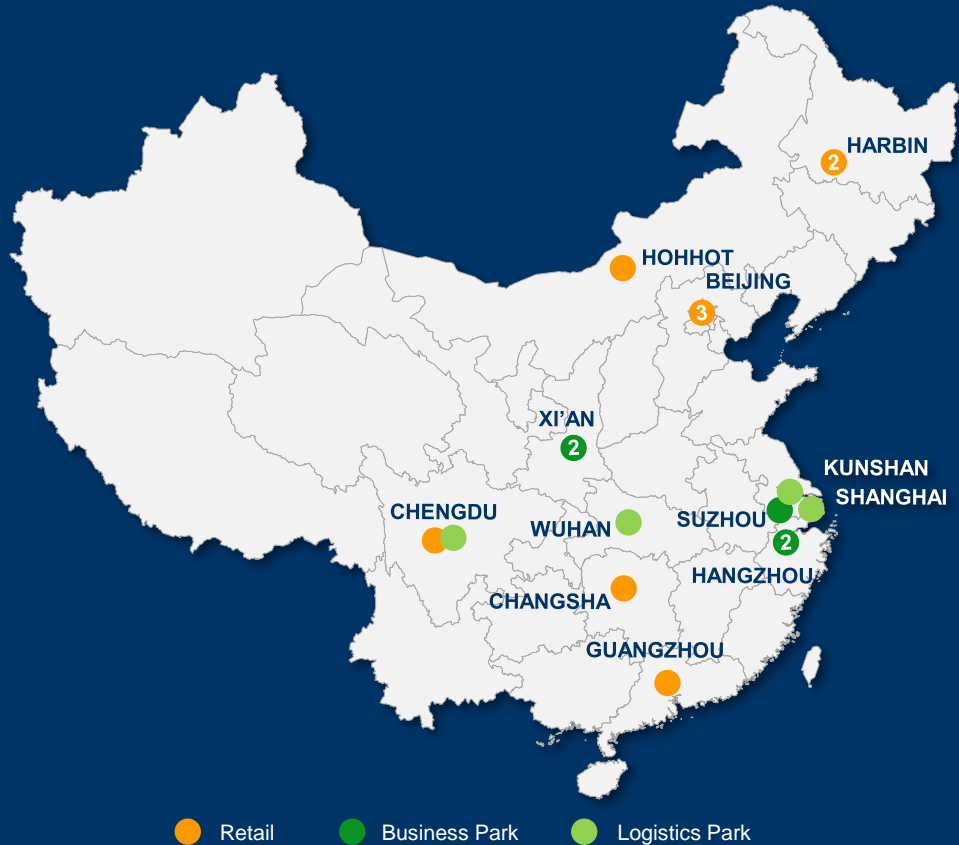 HARBIN
2
HOHHOT
BEIJING
3
XI'AN
2
KUNSHAN
SHANGHAI
CHENGDU
WUHAN
SUZHOU
2
HANGZHOU
CHANGSHA
GUANGZHOU
Retail
Business Park
Logistics Park